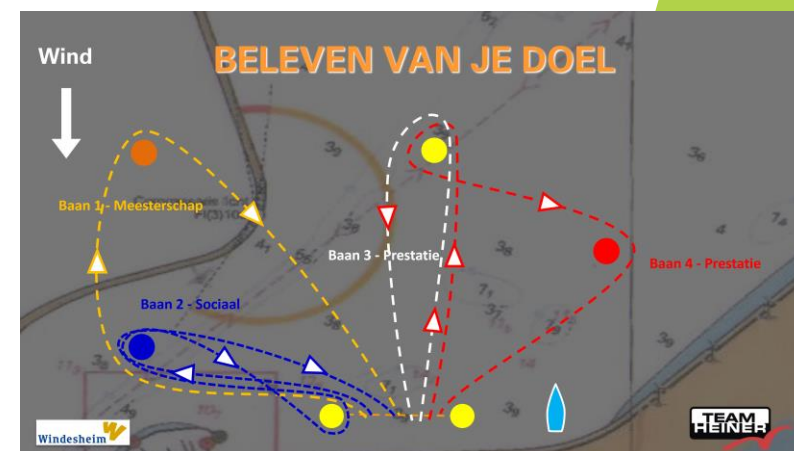 BELEVEN VAN JE DOEL
Wind
Baan 1 - Meesterschap
Baan 3 - Prestatie
Baan 4 - Prestatie
Baan 2 - Sociaal
Windesheim
TEAM
HEINER